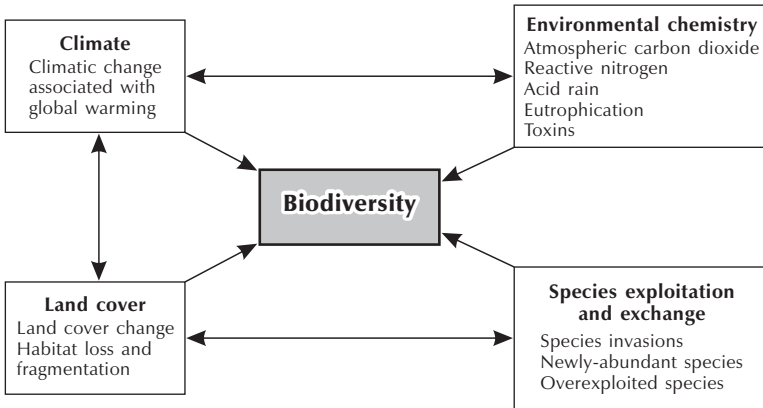 Climate
Climatic change
associated with
global warming
Environmental chemistry
Atmospheric carbon dioxide
Reactive nitrogen
Acid rain
Eutrophication
Toxins
Biodiversity
Land cover
Land cover change
Habitat loss and
fragmentation
Species exploitation
and exchange
Species invasions
Newly-abundant species
Overexploited species